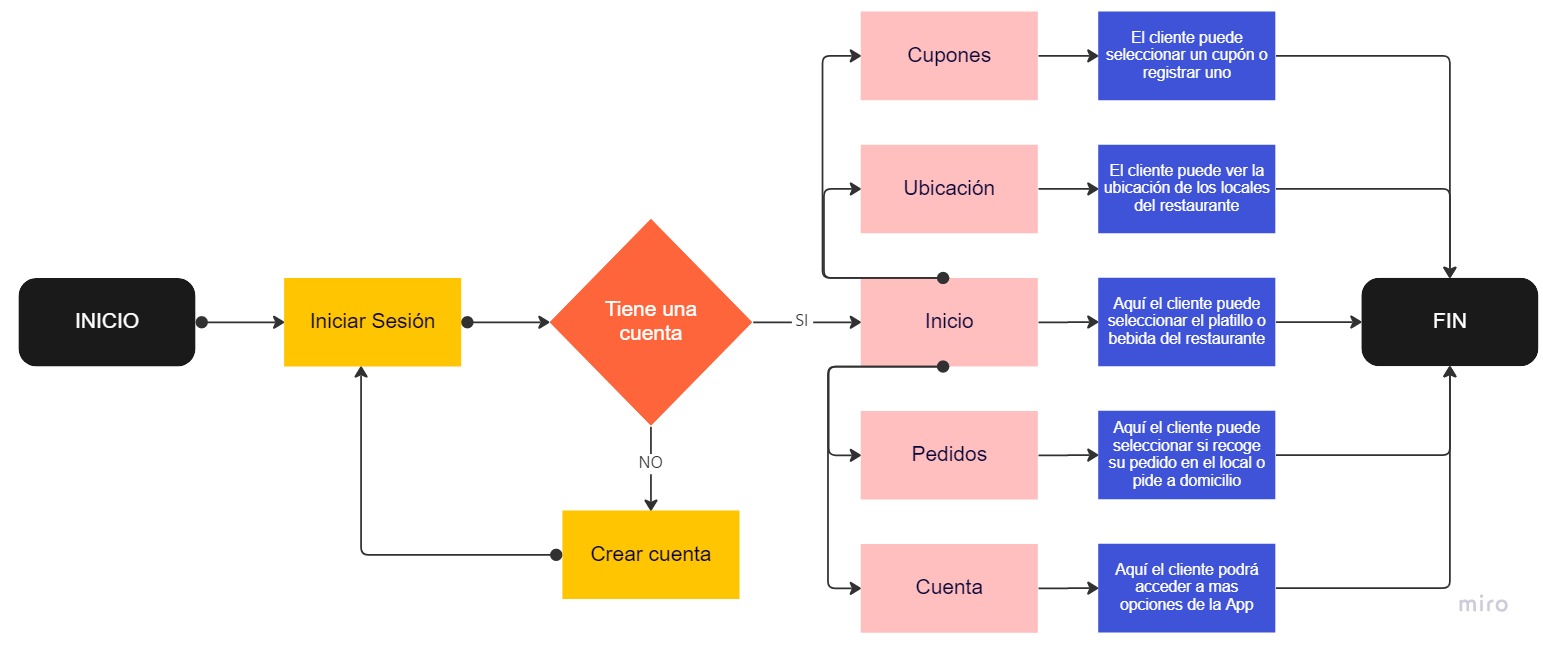 INICIO
Iniciar Sesión
Tiene una
cuenta
SI
NO
Crear cuenta
Cupones
El cliente puede
seleccionar un cupón o
registrar uno
Ubicación
El cliente puede ver la
ubicación de los locales
del restaurante
Inicio
Aquí el cliente puede
seleccionar el platillo o
bebida del restaurante
Pedidos
Aquí el cliente puede
seleccionar si recoge
su pedido en el local o
pide a domicilio
Cuenta
Aquí el cliente podrá
acceder a mas
opciones de la App
FIN
miro